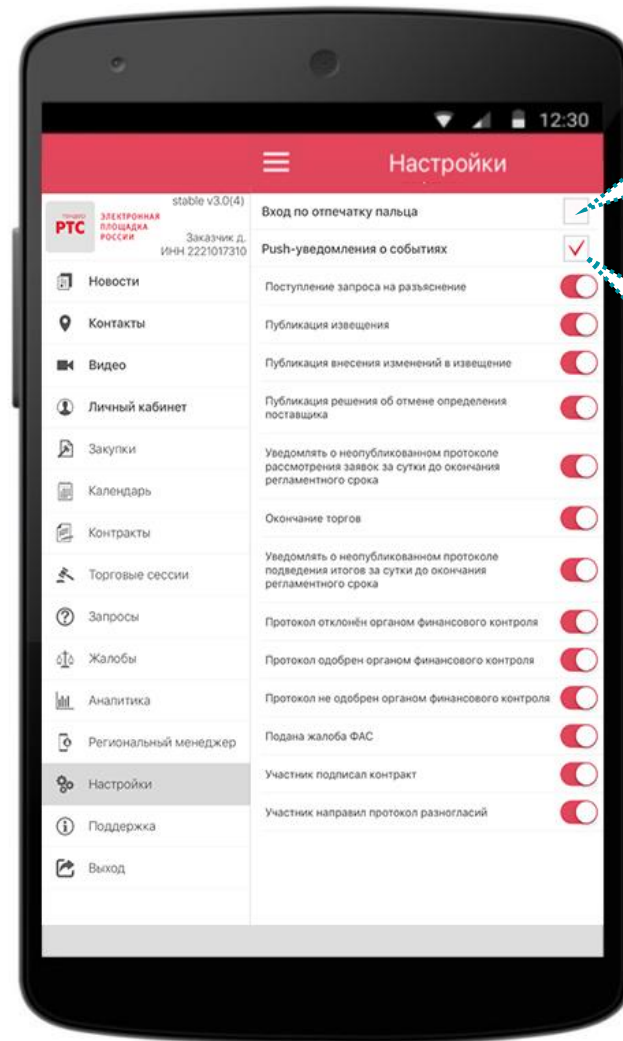 12:30
Настройки
stable v3.0(4)
РТС
ЭЛЕКТРОННАЯ
ПЛОЩАДКА
РОССИИ
Заказчик д.
ИНН 2221017310
Новости
Контакты
Видео
Личный кабинет
Закупки
Календарь
Контракты
Торговые сессии
Запросы
Жалобы
Аналитика
Региональный менеджер
Настройки
Поддержка
Выход
Вход по отпечатку пальца
Push-уведомления о событиях
Поступление запроса на разъяснение
Публикация извещения
Публикация внесения изменений в извещение
Публикация решения об отмене определения
поставщика
Уведомлять о неопубликованном протоколе
рассмотрения заявок за сутки до окончания
регламентного срока
Окончание торгов
Уведомлять о неопубликованном протоколе
подведения итогов за сутки до окончания
регламентного срока
Протокол отклонён органом финансового контроля
Протокол одобрен органом финансового контроля
Протокол не одобрен органом финансового контроля
Подана жалоба ФАС
Участник подписал контракт
Участник направил протокол разногласий